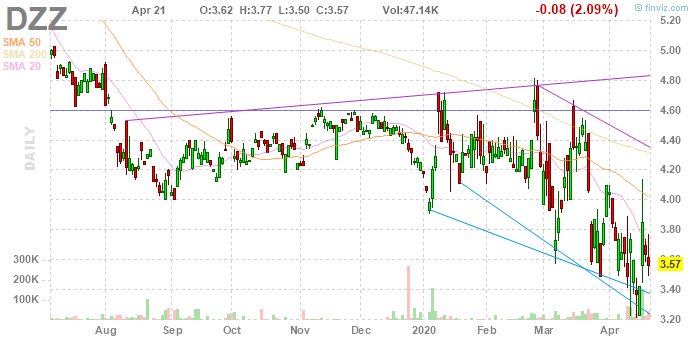 DZZ
Apr 21
O:3.62 H:3.77 L:3.50 C:3.57
Vol:47.14K
-0.08 (2.09%)
© finviz.com
SMA 50
SMA 200
SMA 20
DAILY
5.20
5.00
4.80
4.60
4.40
4.20
4.00
3.80
3.60
3.57
3.40
3.20
300K
200K
100K
Aug Sep Oct Nov Dec 2020 Feb Mar Apr